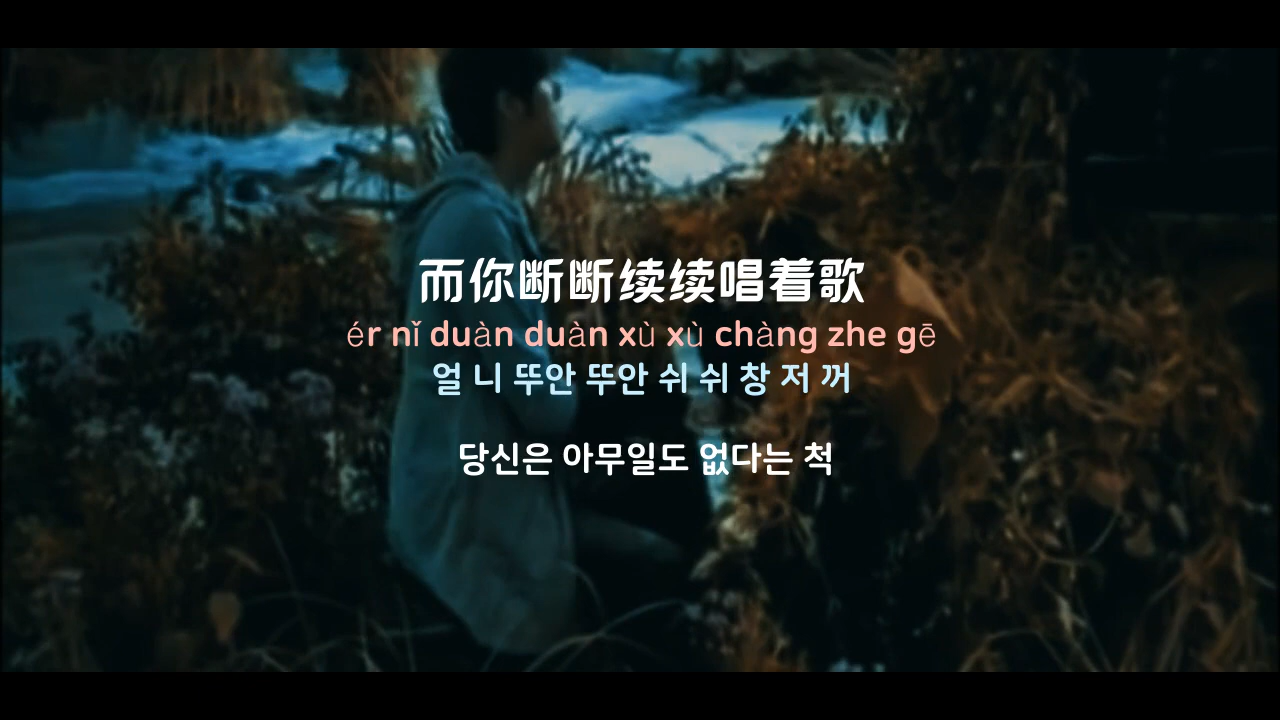 而你断断续续唱着歌
ér nǐ duàn duàn xù xù chàng zhe gē
얼 니 뚜안 뚜안 쉬 쉬 창 저 꺼
당신은 아무일도 없다는 척